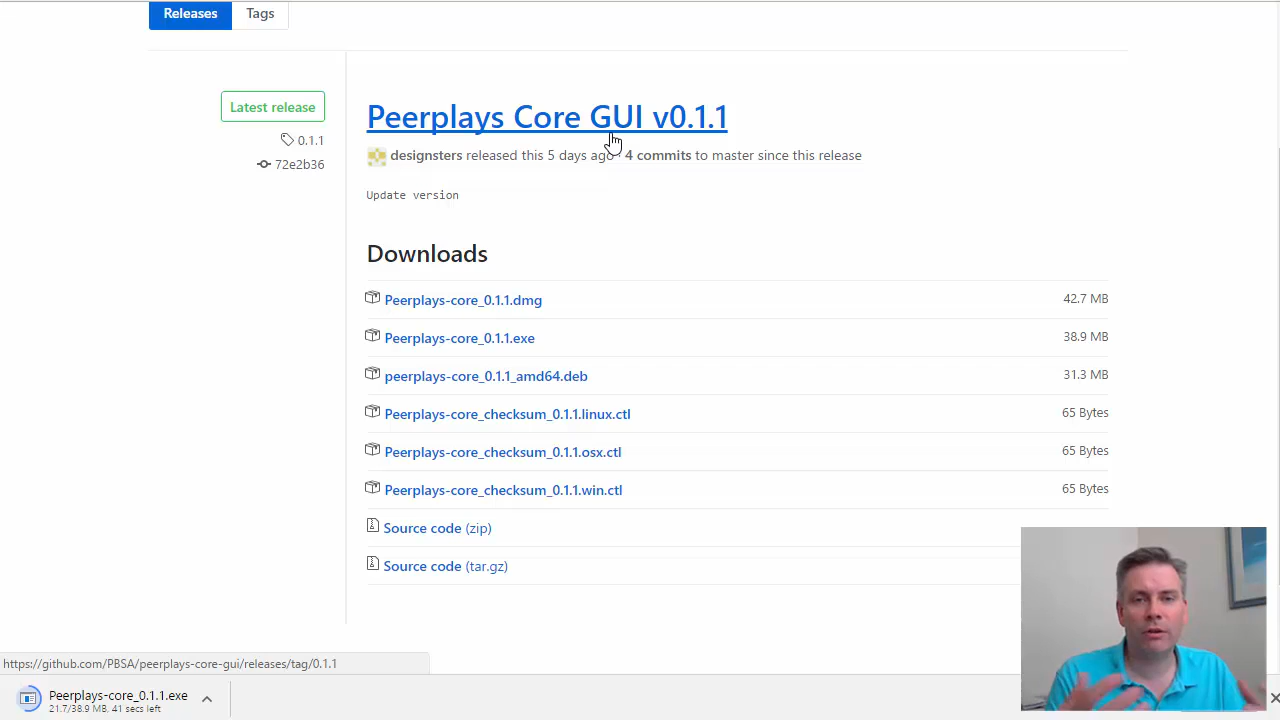 Releases Tags
Latest release
0.1.1
72e2b36
Peerplays Core GUI v0.1.1
designsters released this 5 days ago · 4 commits to master since this release
Update version
Downloads
Peerplays-core_0.1.1.dmg 42.7 MB
Peerplays-core_0.1.1.exe 38.9 MB
peerplays-core_0.1.1_amd64.deb 31.3 MB
Peerplays-core_checksum_0.1.1.linux.ctl 65 Bytes
Peerplays-core_checksum_0.1.1.osx.ctl 65 Bytes
Peerplays-core_checksum_0.1.1.win.ctl 65 Bytes
Source code (zip)
Source code (tar.gz)
https://github.com/PBSA/peerplays-core-gui/releases/tag/0.1.1
Peerplays-core_0.1.1.exe
21.7/38.9 MB, 41 secs left